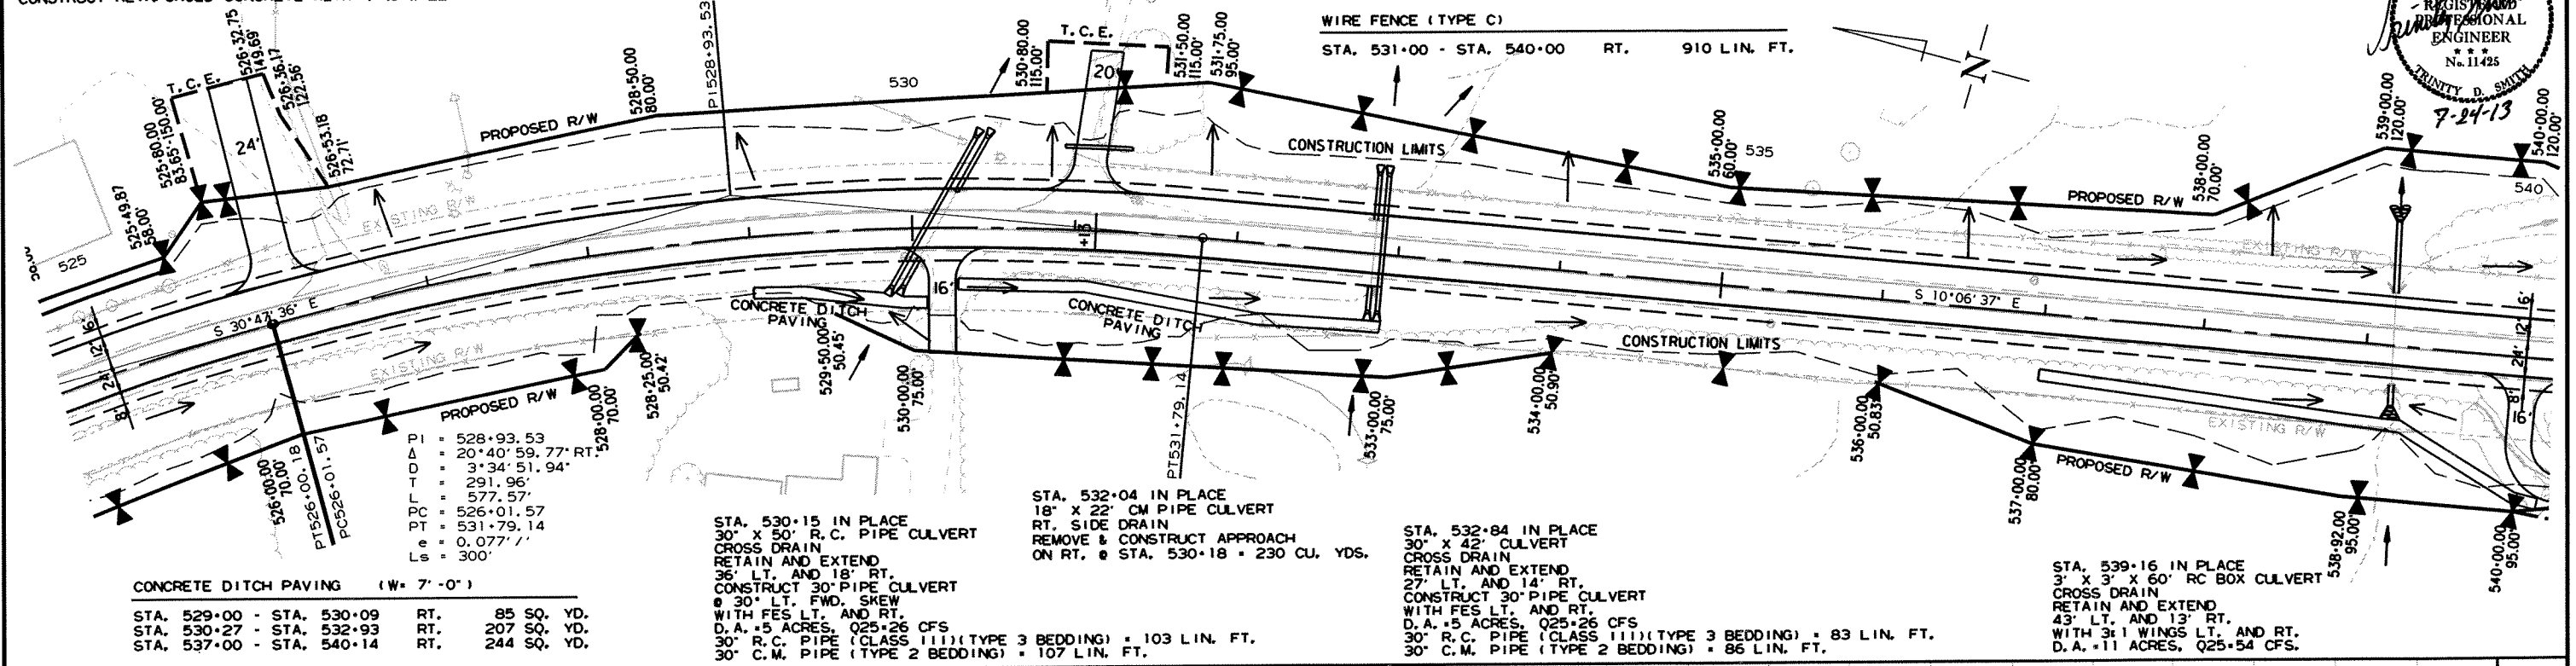 WIRE FENCE (TYPE C)
STA. 531+00 - STA. 540+00 RT. 910 LIN. FT.
REGISTERED
PROFESSIONAL
ENGINEER
★ ★ ★
No. 11425
TRINITY D. SMITH
7-24-13
N
T.C.E.
526+32.75
149.69'
526+36.17
122.56'
525+80.00
83.65'-150.00'
24'
526+53.18
72.71'
525+49.87
58.00'
525
PROPOSED R/W
528+50.00
80.00'
PI528+93.53
530
530+80.00
115.00'
T.C.E.
20'
531+50.00
115.00'
531+75.00
95.00'
CONSTRUCTION LIMITS
535+00.00
60.00'
535
PROPOSED R/W
538+00.00
70.00'
539+00.00
120.00'
540+00.00
120.00'
540
EXISTING R/W
EXISTING R/W
+13
S 30°47'36" E
S 10°06'37" E
12'
6'
24'
8'
12'
6'
24'
8'
16'
EXISTING R/W
CONCRETE DITCH
PAVING
16'
CONCRETE DITCH
PAVING
CONSTRUCTION LIMITS
EXISTING R/W
PROPOSED R/W
526+00.00
70.00'
PT526+00.18
PC526+01.57
528+00.00
70.00'
528+25.00
50.42'
529+50.00
50.45'
530+00.00
75.00'
PT531+79.14
533+00.00
75.00'
534+00.00
50.90'
536+00.00
50.83'
537+00.00
80.00'
PROPOSED R/W
538+92.00
95.00'
540+00.00
95.00'
PI = 528+93.53
Δ = 20°40'59.77" RT.
D = 3°34'51.94"
T = 291.96'
L = 577.57'
PC = 526+01.57
PT = 531+79.14
e = 0.077'/'
Ls = 300'
CONCRETE DITCH PAVING (W= 7'-0")
STA. 529+00 - STA. 530+09 RT. 85 SQ. YD.
STA. 530+27 - STA. 532+93 RT. 207 SQ. YD.
STA. 537+00 - STA. 540+14 RT. 244 SQ. YD.
STA. 530+15 IN PLACE
30" X 50' R.C. PIPE CULVERT
CROSS DRAIN
RETAIN AND EXTEND
36' LT. AND 18' RT.
CONSTRUCT 30" PIPE CULVERT
@ 30° LT. FWD. SKEW
WITH FES LT. AND RT.
D.A.=5 ACRES, Q25=26 CFS
30" R.C. PIPE (CLASS III)(TYPE 3 BEDDING) = 103 LIN. FT.
30" C.M. PIPE (TYPE 2 BEDDING) = 107 LIN. FT.
STA. 532+04 IN PLACE
18" X 22' CM PIPE CULVERT
RT. SIDE DRAIN
REMOVE & CONSTRUCT APPROACH
ON RT. @ STA. 530+18 = 230 CU. YDS.
STA. 532+84 IN PLACE
30" X 42' CULVERT
CROSS DRAIN
RETAIN AND EXTEND
27' LT. AND 14' RT.
CONSTRUCT 30" PIPE CULVERT
WITH FES LT. AND RT.
D.A.=5 ACRES, Q25=26 CFS
30" R.C. PIPE (CLASS III)(TYPE 3 BEDDING) = 83 LIN. FT.
30" C.M. PIPE (TYPE 2 BEDDING) = 86 LIN. FT.
STA. 539+16 IN PLACE
3' X 3' X 60' RC BOX CULVERT
CROSS DRAIN
RETAIN AND EXTEND
43' LT. AND 13' RT.
WITH 3:1 WINGS LT. AND RT.
D.A.=11 ACRES, Q25=54 CFS.